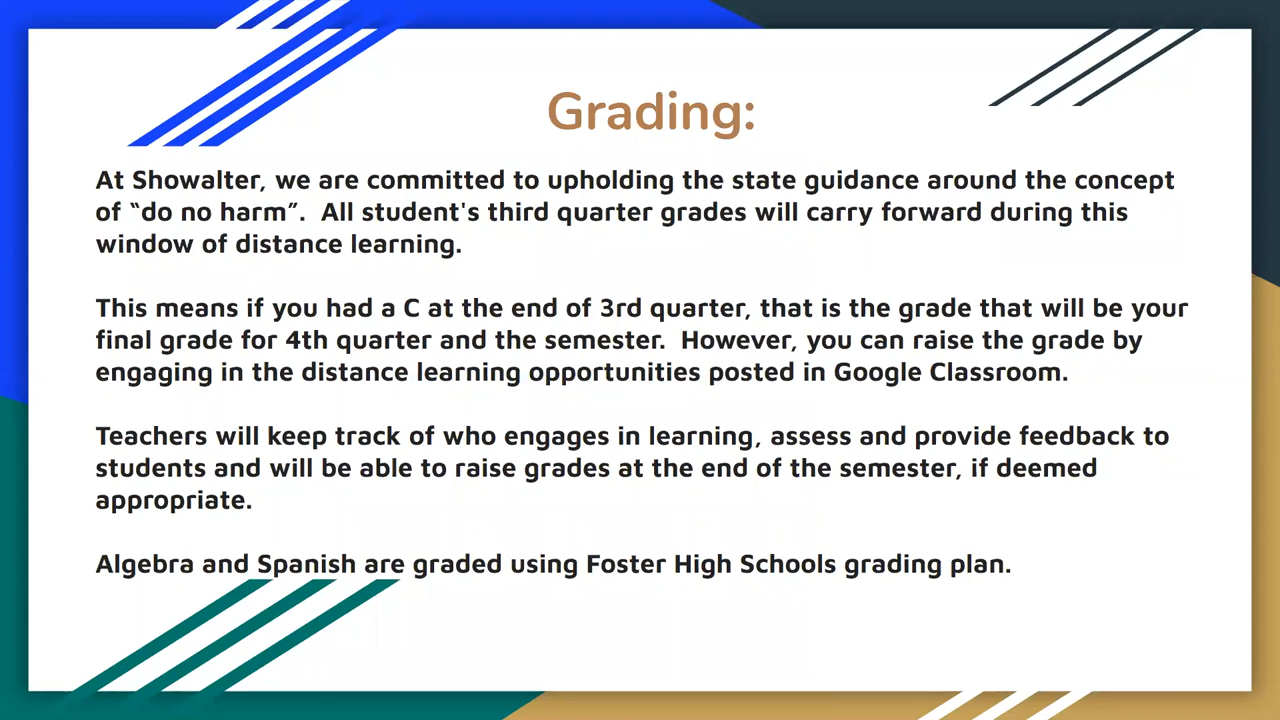 Grading:
At Showalter, we are committed to upholding the state guidance around the concept
of “do no harm”.  All student's third quarter grades will carry forward during this
window of distance learning.
This means if you had a C at the end of 3rd quarter, that is the grade that will be your
final grade for 4th quarter and the semester.  However, you can raise the grade by
engaging in the distance learning opportunities posted in Google Classroom.
Teachers will keep track of who engages in learning, assess and provide feedback to
students and will be able to raise grades at the end of the semester, if deemed
appropriate.
Algebra and Spanish are graded using Foster High Schools grading plan.